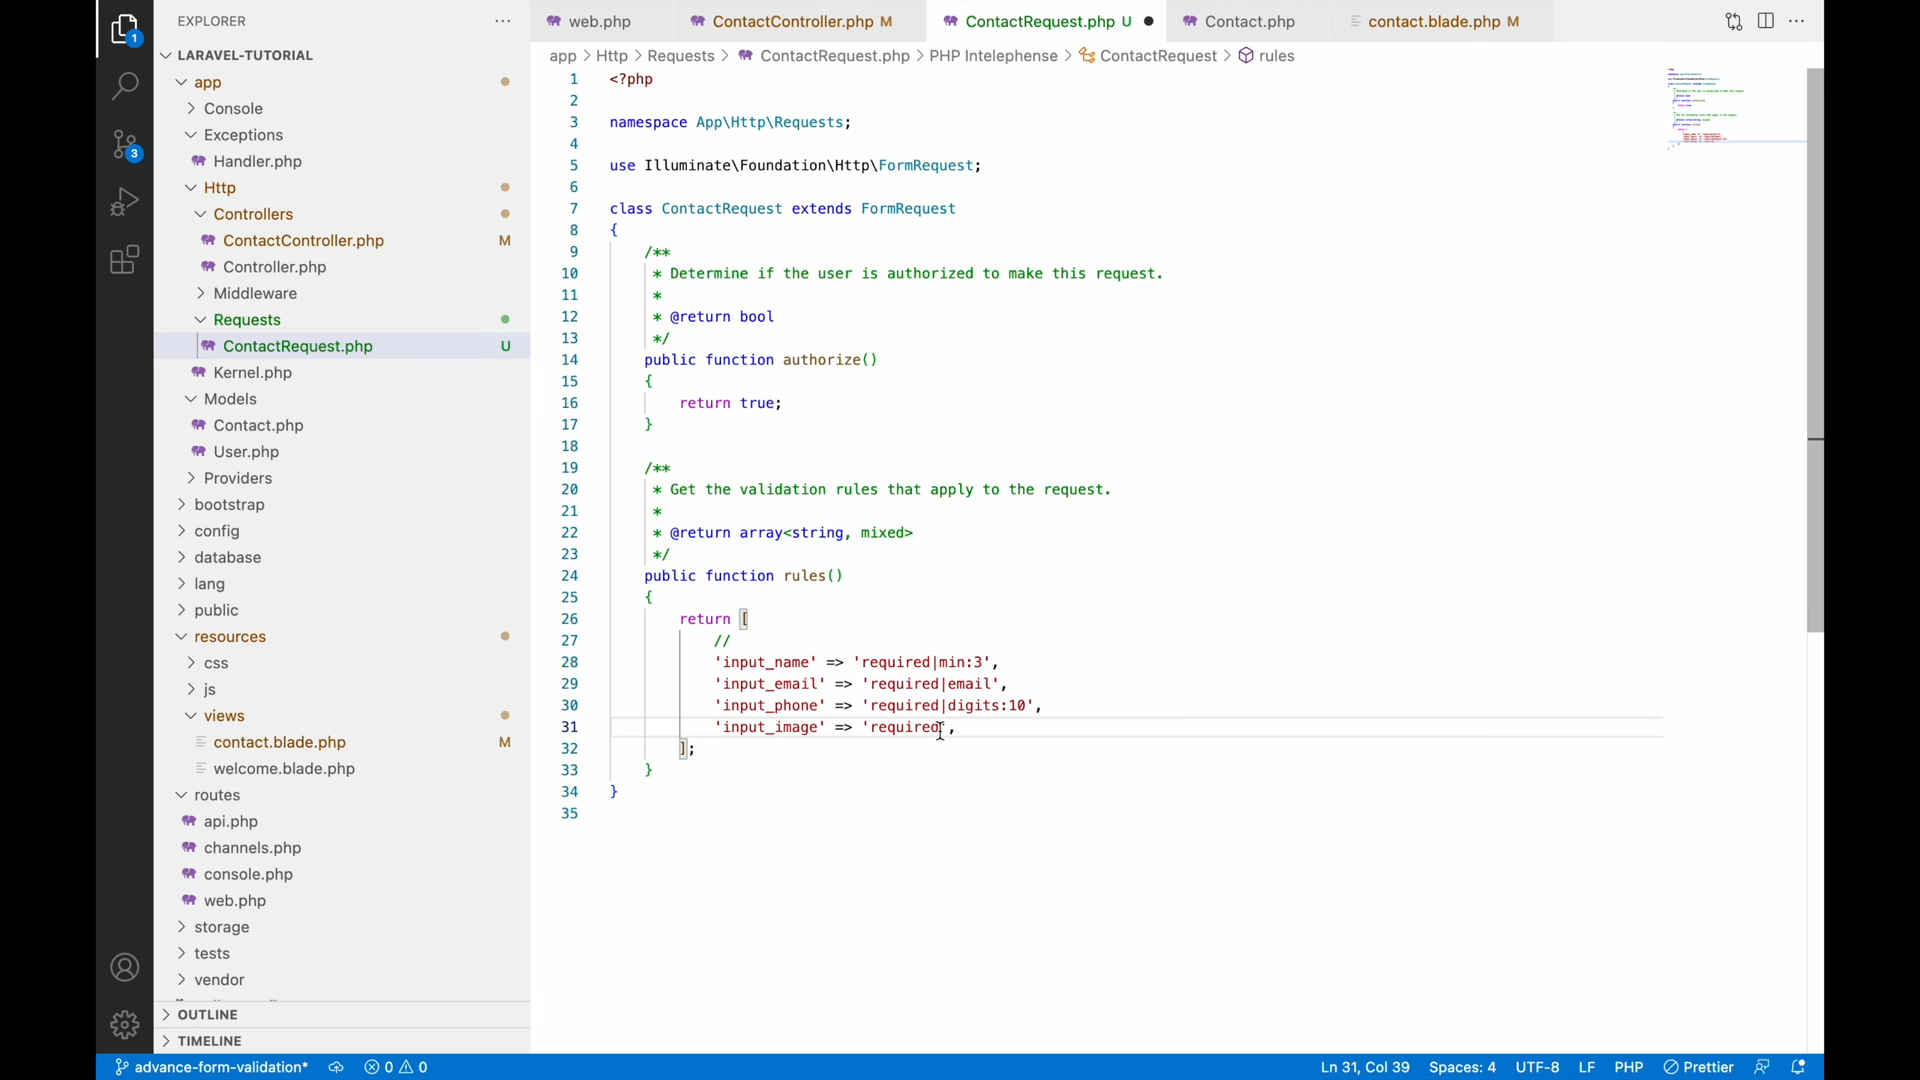 EXPLORER
LARAVEL-TUTORIAL
app
Console
Exceptions
Handler.php
Http
Controllers
ContactController.php M
Controller.php
Middleware
Requests
ContactRequest.php U
Kernel.php
Models
Contact.php
User.php
Providers
bootstrap
config
database
lang
public
resources
css
js
views
contact.blade.php M
welcome.blade.php
routes
api.php
channels.php
console.php
web.php
storage
tests
vendor
OUTLINE
TIMELINE
1
3
web.php ContactController.php M ContactRequest.php U Contact.php contact.blade.php M
app > Http > Requests > ContactRequest.php > PHP Intelephense > ContactRequest > rules
1 <?php
2
3 namespace App\Http\Requests;
4
5 use Illuminate\Foundation\Http\FormRequest;
6
7 class ContactRequest extends FormRequest
8 {
9 /**
10 * Determine if the user is authorized to make this request.
11 *
12 * @return bool
13 */
14 public function authorize()
15 {
16 return true;
17 }
18
19 /**
20 * Get the validation rules that apply to the request.
21 *
22 * @return array<string, mixed>
23 */
24 public function rules()
25 {
26 return [
27 //
28 'input_name' => 'required|min:3',
29 'input_email' => 'required|email',
30 'input_phone' => 'required|digits:10',
31 'input_image' => 'required',
32 ];
33 }
34 }
35
advance-form-validation* 0 0 Ln 31, Col 39 Spaces: 4 UTF-8 LF PHP Prettier